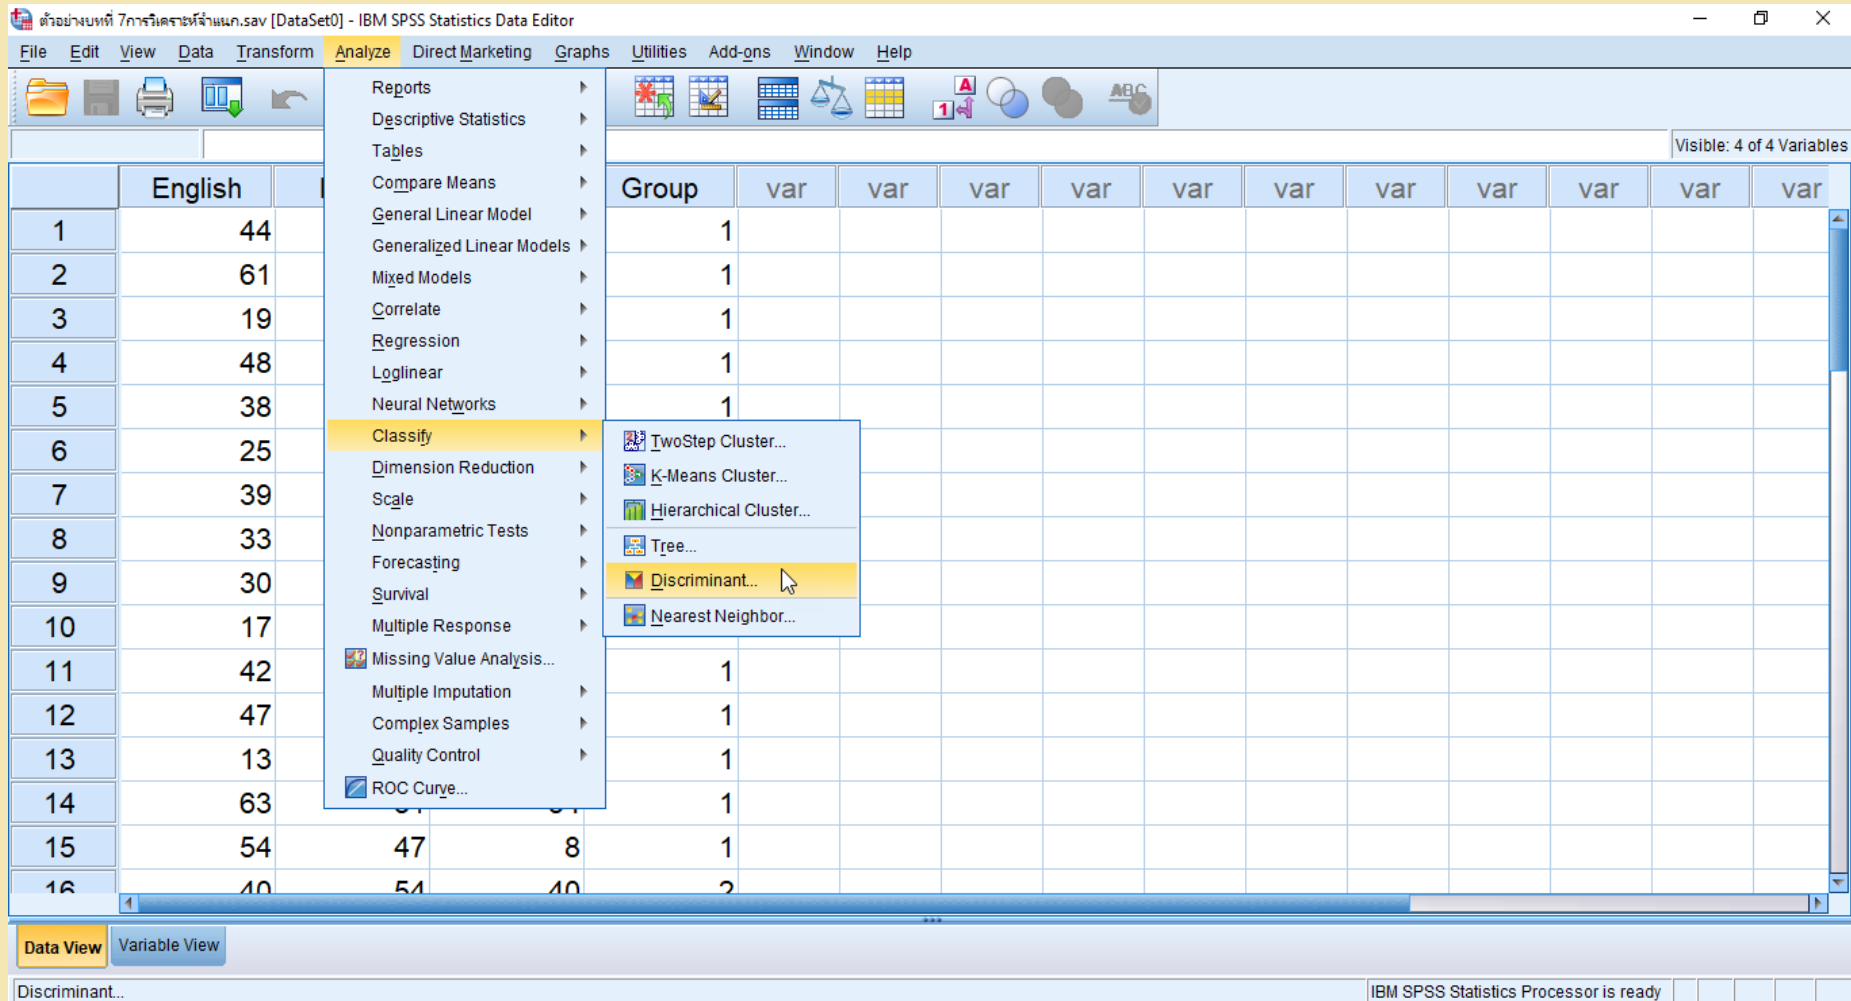 ตัวอย่างบทที่ 7การวิเคราะห์จำแนก.sav [DataSet0] - IBM SPSS Statistics Data Editor
File Edit View Data Transform Analyze Direct Marketing Graphs Utilities Add-ons Window Help
Visible: 4 of 4 Variables
Reports
Descriptive Statistics
Tables
Compare Means
General Linear Model
Generalized Linear Models
Mixed Models
Correlate
Regression
Loglinear
Neural Networks
Classify
Dimension Reduction
Scale
Nonparametric Tests
Forecasting
Survival
Multiple Response
Missing Value Analysis...
Multiple Imputation
Complex Samples
Quality Control
ROC Curve...
TwoStep Cluster...
K-Means Cluster...
Hierarchical Cluster...
Tree...
Discriminant...
Nearest Neighbor...
English Group var var var var var var var var var var var
1 44 1
2 61 1
3 19 1
4 48 1
5 38 1
6 25
7 39
8 33
9 30
10 17
11 42 1
12 47 1
13 13 1
14 63 1
15 54 47 8 1
16 40 54 40 2
Data View Variable View
Discriminant... IBM SPSS Statistics Processor is ready